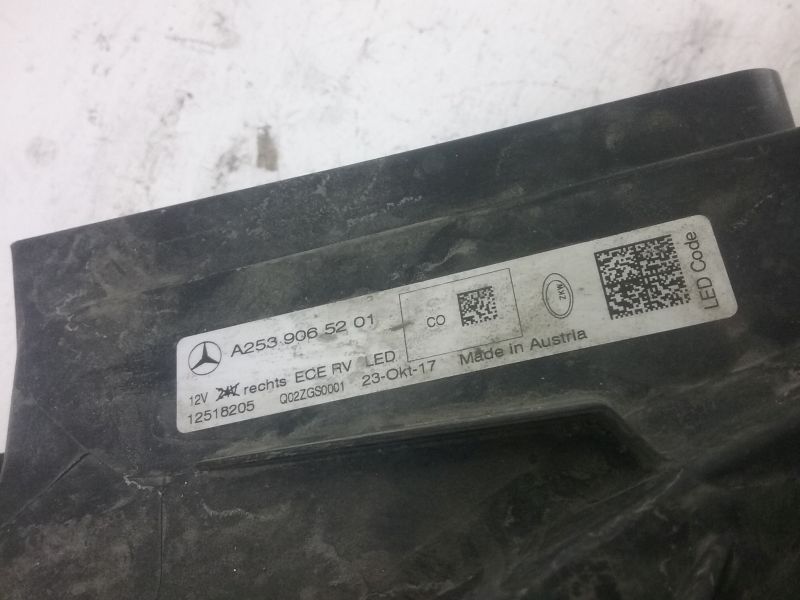 A253 906 52 01
CO
ZKW
LED Code
12V 24V rechts ECE RV LED
12518205 Q02ZGS0001 23-Okt-17 Made in Austria